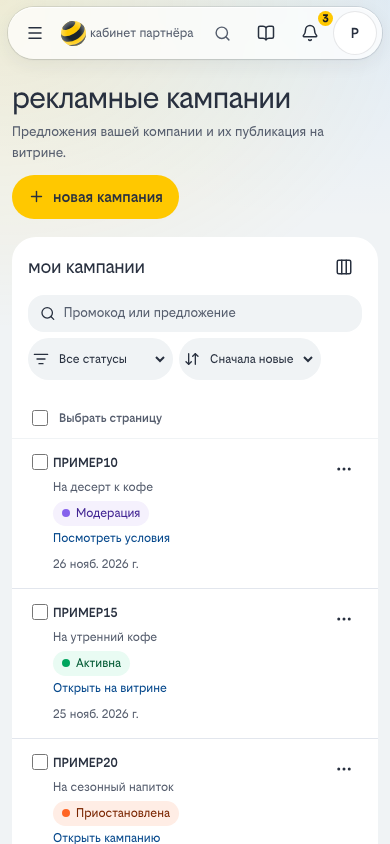 кабинет партнёра
3
Р
рекламные кампании
Предложения вашей компании и их публикация на
витрине.
+ новая кампания
мои кампании
Промокод или предложение
Все статусы
Сначала новые
Выбрать страницу
ПРИМЕР10
На десерт к кофе
Модерация
Посмотреть условия
26 нояб. 2026 г.
ПРИМЕР15
На утренний кофе
Активна
Открыть на витрине
25 нояб. 2026 г.
ПРИМЕР20
На сезонный напиток
Приостановлена
Открыть кампанию